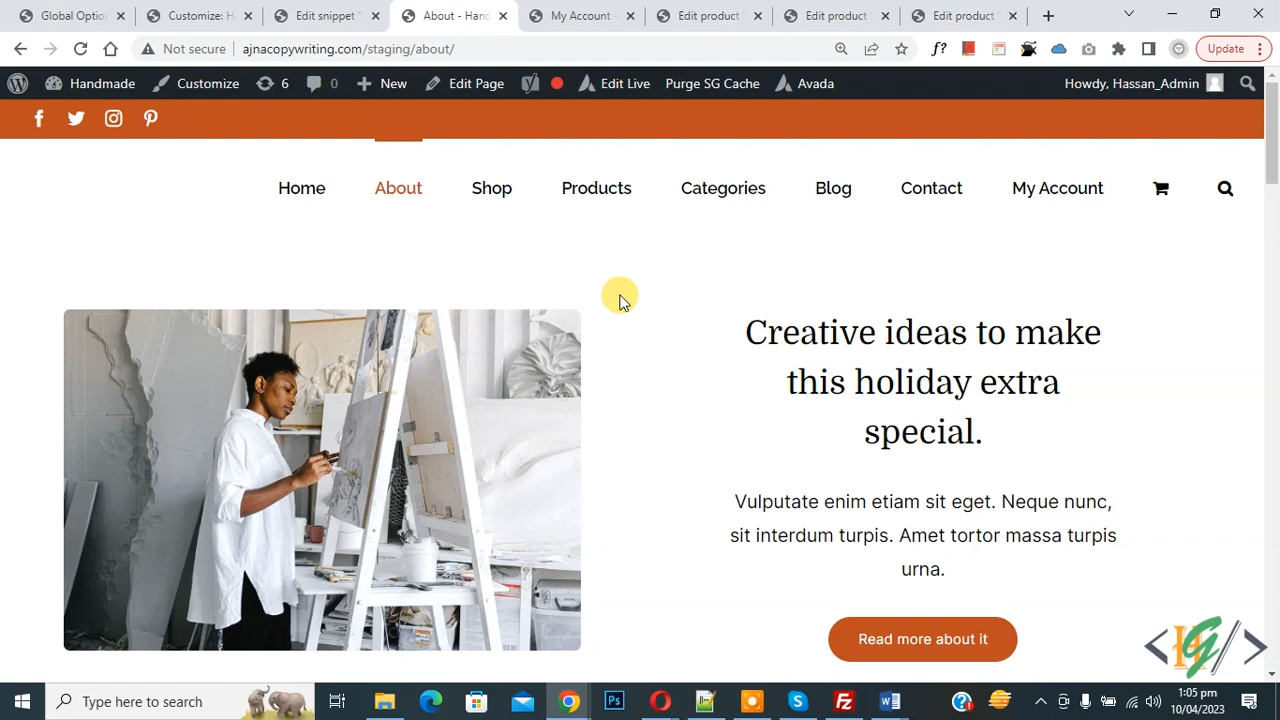 Global Optio
Customize: H
Edit snippet "
About - Hand
My Account -
Edit product "
Edit product
Edit product "
Not secure
ajnacopywriting.com/staging/about/
f?
Update
Handmade
Customize
6
0
New
Edit Page
Edit Live
Purge SG Cache
Avada
Howdy, Hassan_Admin
Home
About
Shop
Products
Categories
Blog
Contact
My Account
Creative ideas to make
this holiday extra
special.
Vulputate enim etiam sit eget. Neque nunc,
sit interdum turpis. Amet tortor massa turpis
urna.
Read more about it
<HG/>
Type here to search
Ps
1:05 pm
10/04/2023